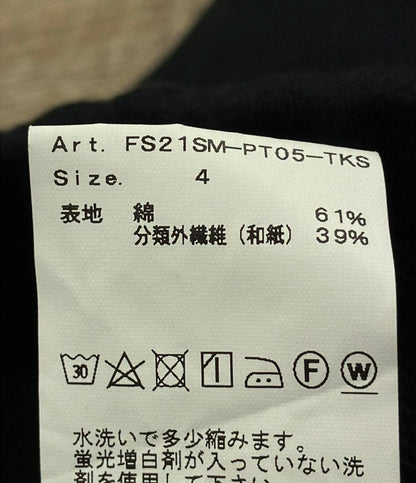 Art. FS21SM-PT05-TKS
Size. 4
表地 綿 61%
分類外繊維（和紙） 39%
30 1 F W
水洗いで多少縮みます。
蛍光増白剤が入っていない洗
剤を使用して下さい